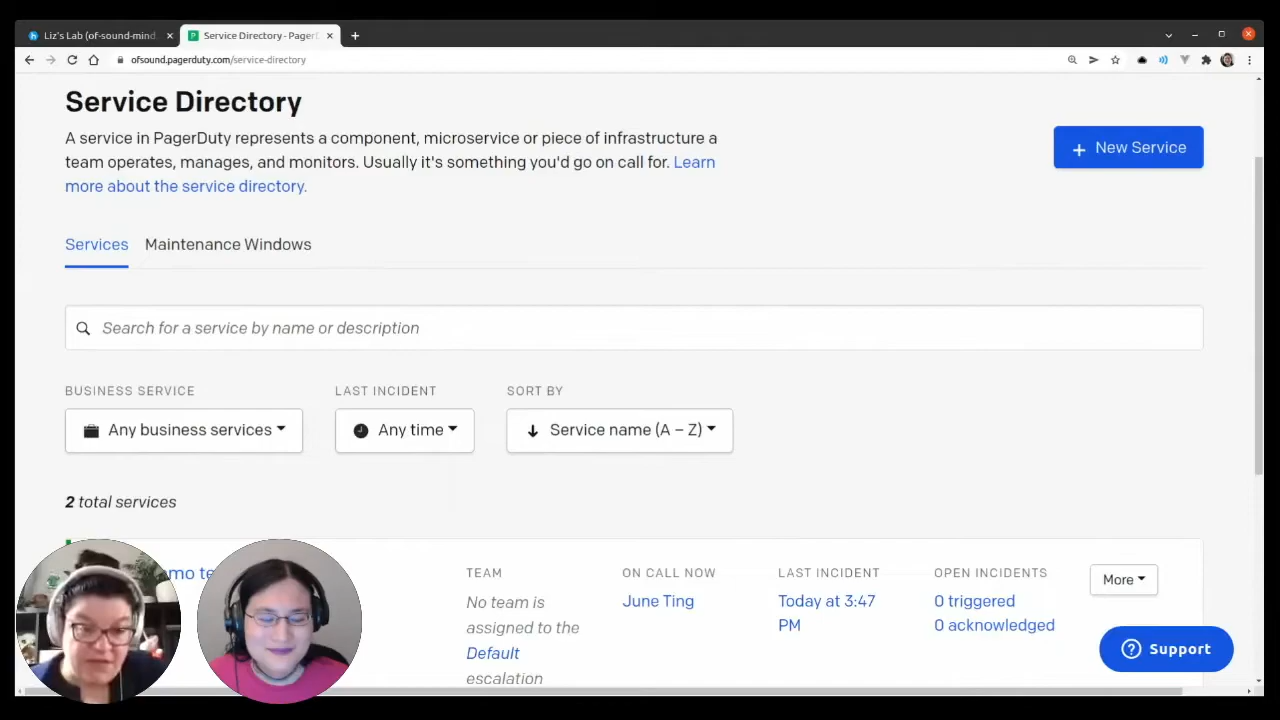 Liz's Lab (of-sound-mind
Service Directory - PagerD
ofsound.pagerduty.com/service-directory
Service Directory
A service in PagerDuty represents a component, microservice or piece of infrastructure a
team operates, manages, and monitors. Usually it's something you'd go on call for. Learn
more about the service directory.
+ New Service
Services
Maintenance Windows
Search for a service by name or description
BUSINESS SERVICE
LAST INCIDENT
SORT BY
Any business services
Any time
Service name (A – Z)
2 total services
TEAM
ON CALL NOW
LAST INCIDENT
OPEN INCIDENTS
More
No team is
assigned to the
Default
escalation
June Ting
Today at 3:47
PM
0 triggered
0 acknowledged
Support